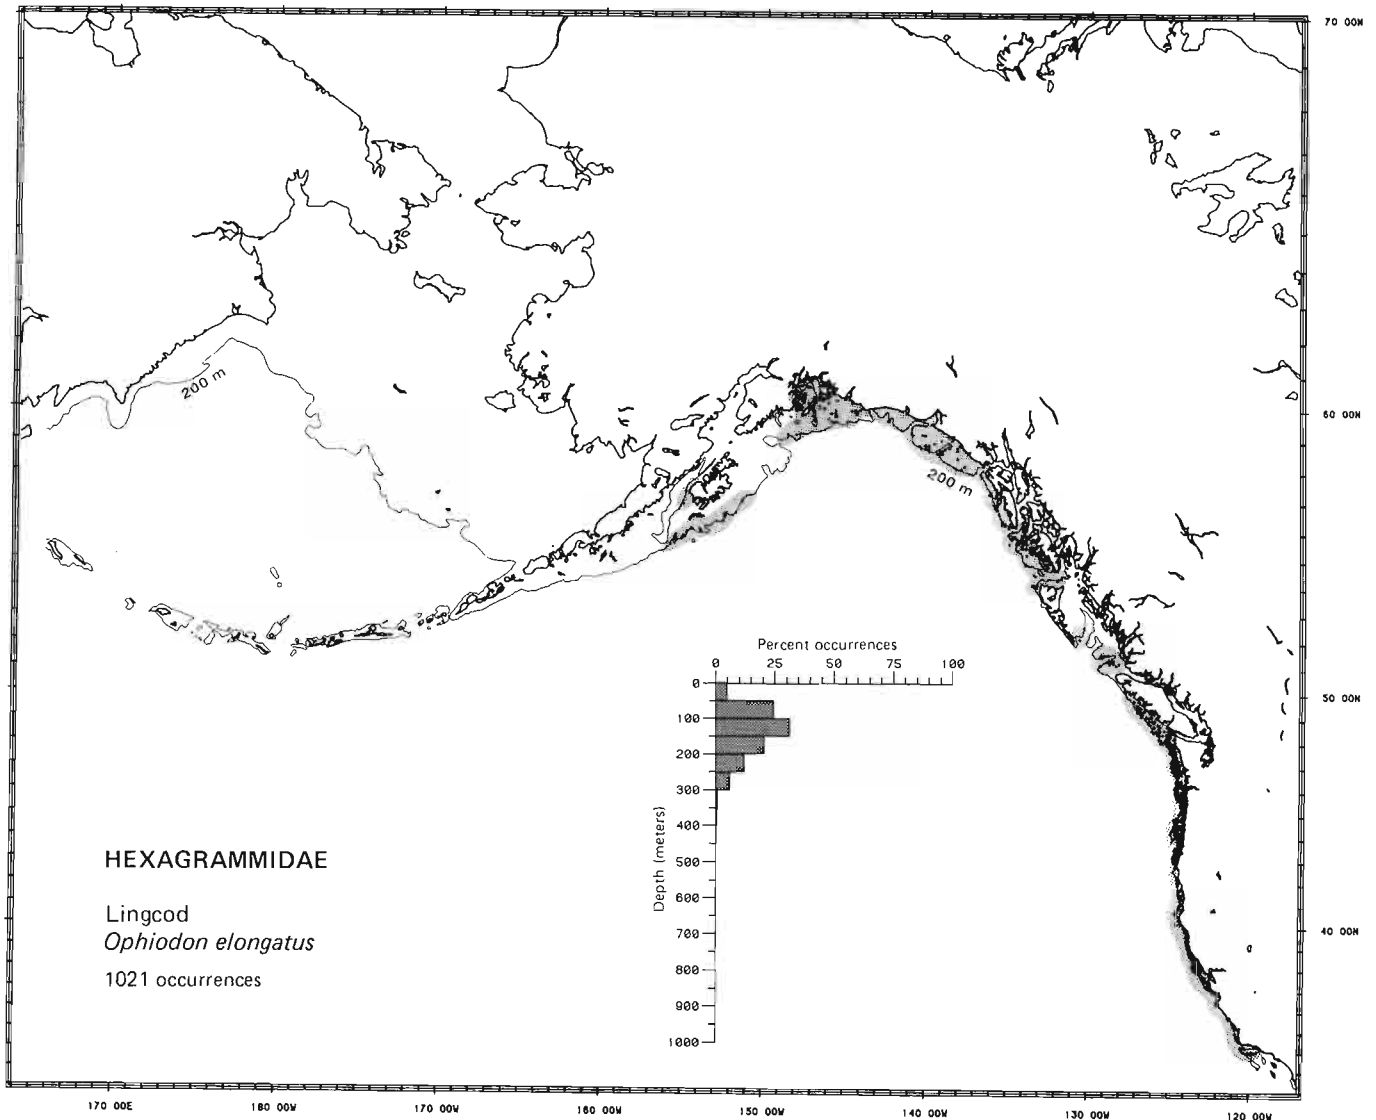 70 00N
200 m
60 00N
200 m
Percent occurrences
0 25 50 75 100
50 00N
0
100
200
300
400
500
600
700
800
900
1000
Depth (meters)
40 00N
HEXAGRAMMIDAE
Lingcod
Ophiodon elongatus
1021 occurrences
170 00E 180 00W 170 00W 160 00W 150 00W 140 00W 130 00W 120 00W